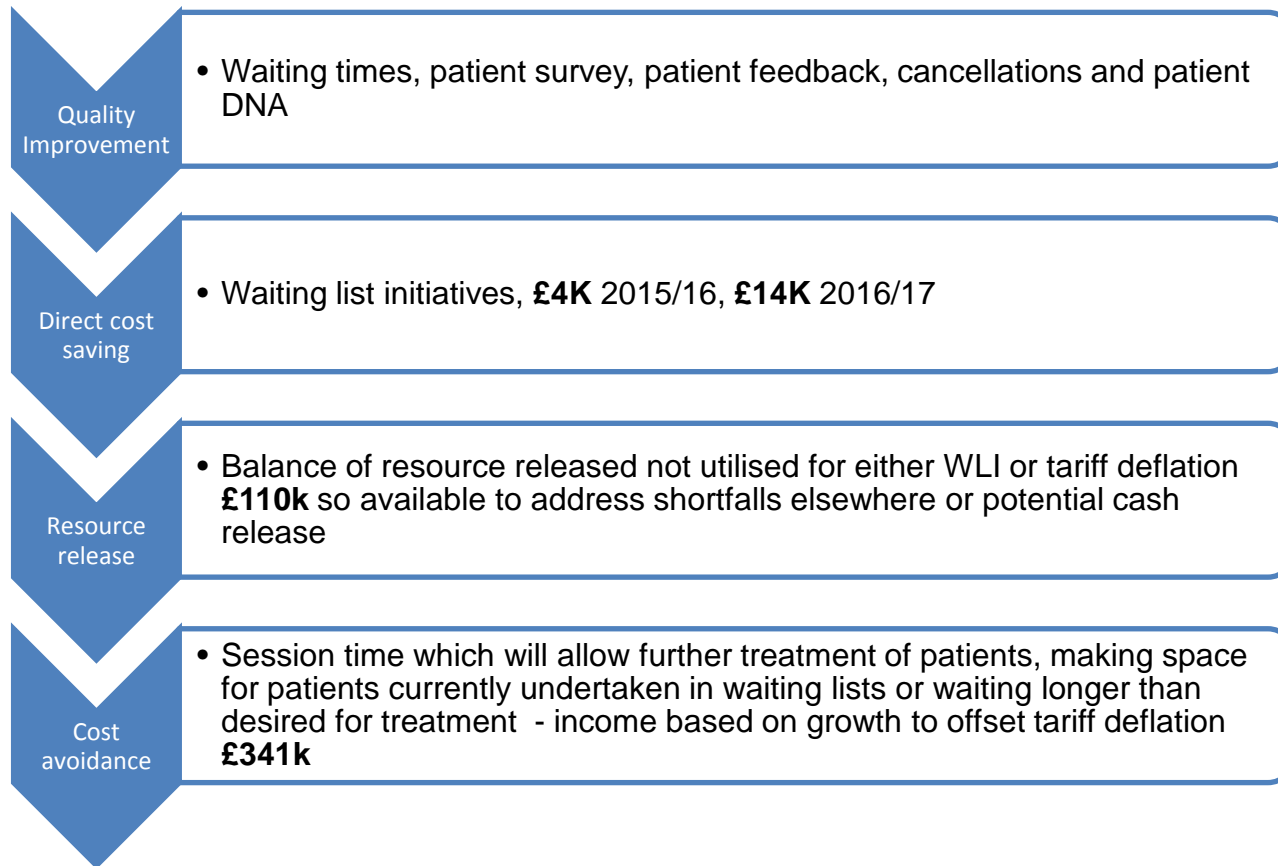 Quality
Improvement
• Waiting times, patient survey, patient feedback, cancellations and patient
DNA
Direct cost
saving
• Waiting list initiatives, £4K 2015/16, £14K 2016/17
Resource
release
• Balance of resource released not utilised for either WLI or tariff deflation
£110k so available to address shortfalls elsewhere or potential cash
release
Cost
avoidance
• Session time which will allow further treatment of patients, making space
for patients currently undertaken in waiting lists or waiting longer than
desired for treatment  - income based on growth to offset tariff deflation
£341k